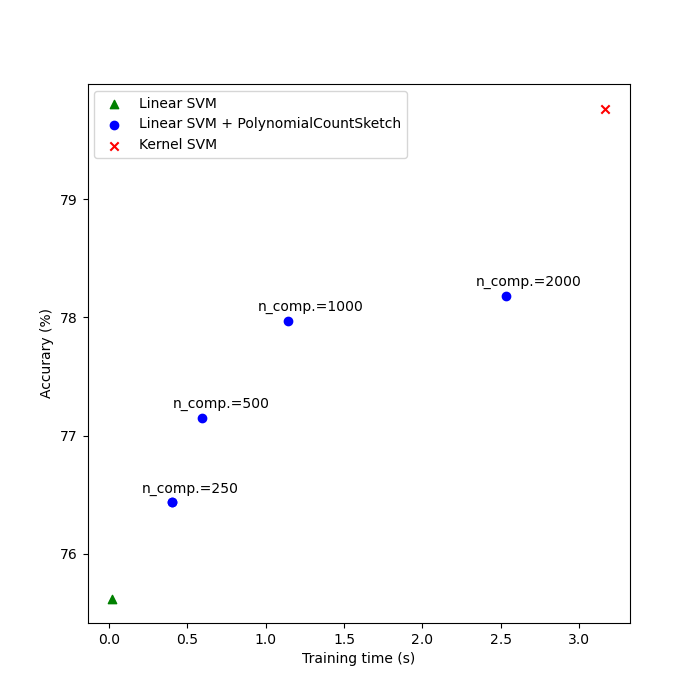 Linear SVM
Linear SVM + PolynomialCountSketch
Kernel SVM
79
n_comp.=2000
n_comp.=1000
78
Accurary (%)
n_comp.=500
77
n_comp.=250
76
0.0 0.5 1.0 1.5 2.0 2.5 3.0
Training time (s)